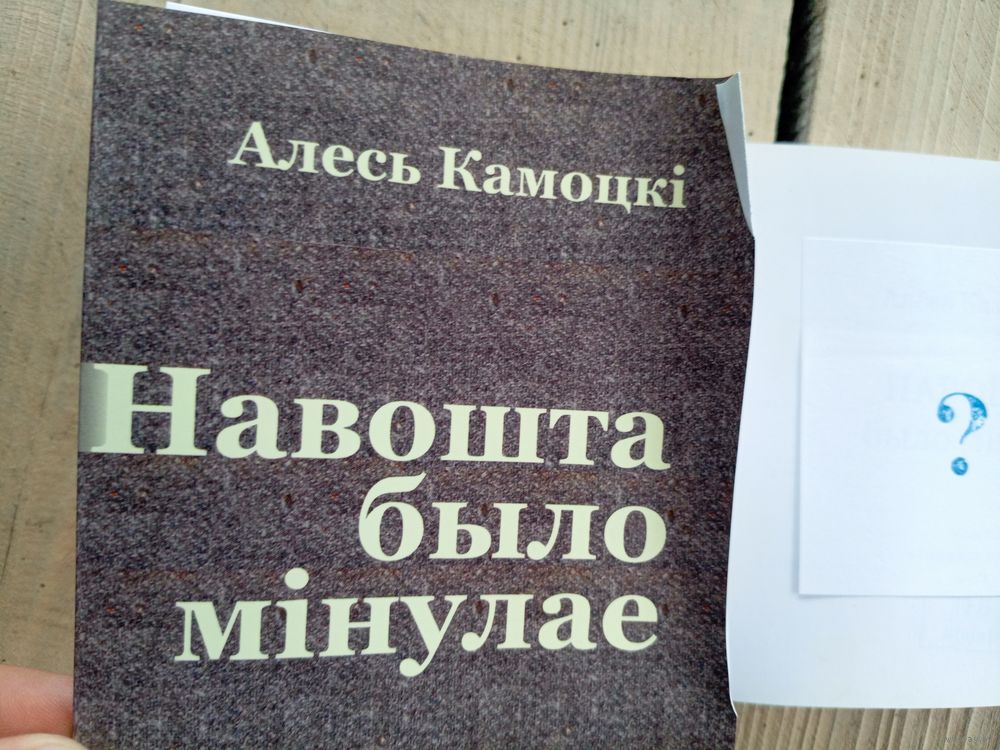 Алесь Камоцкі
Навошта
было
мінулае
?